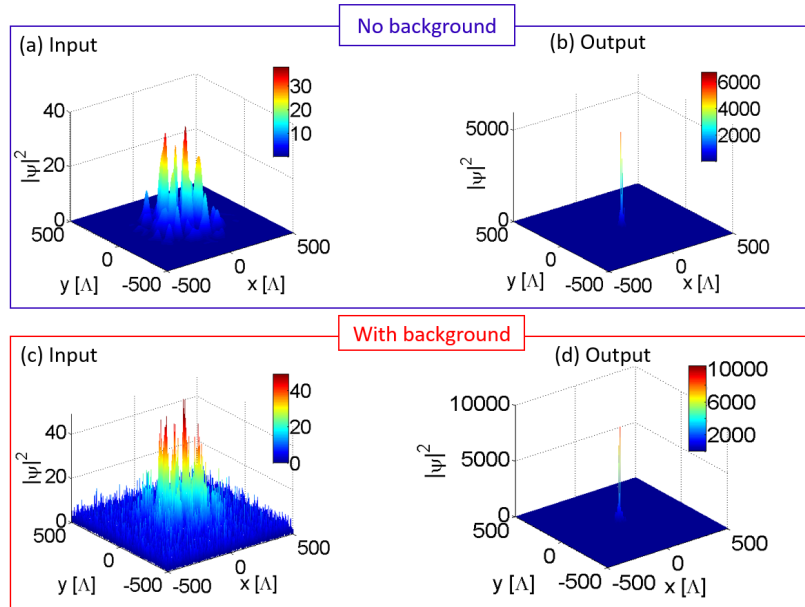 No background
(a) Input
30
20
10
40
20
0
|ψ|²
500
0
-500
y [Λ]
-500
0
500
x [Λ]
(b) Output
6000
4000
2000
5000
0
|ψ|²
500
0
-500
y [Λ]
-500
0
500
x [Λ]
With background
(c) Input
40
20
0
40
20
0
|ψ|²
500
0
-500
y [Λ]
-500
0
500
x [Λ]
(d) Output
10000
6000
2000
10000
5000
0
|ψ|²
500
0
-500
y [Λ]
-500
0
500
x [Λ]